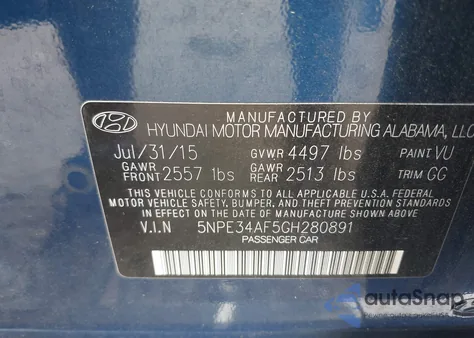 MANUFACTURED BY
HYUNDAI MOTOR MANUFACTURING ALABAMA, LLC
Jul/31/15 GVWR 4497 lbs PAINT VU
GAWR FRONT 2557 lbs GAWR REAR 2513 lbs TRIM GG
THIS VEHICLE CONFORMS TO ALL APPLICABLE U.S.A. FEDERAL
MOTOR VEHICLE SAFETY, BUMPER, AND THEFT PREVENTION
STANDARDS IN EFFECT ON THE DATE OF MANUFACTURE
SHOWN ABOVE.
V.I.N 5NPE34AF5GH280891
PASSENGER CAR
autoSnap